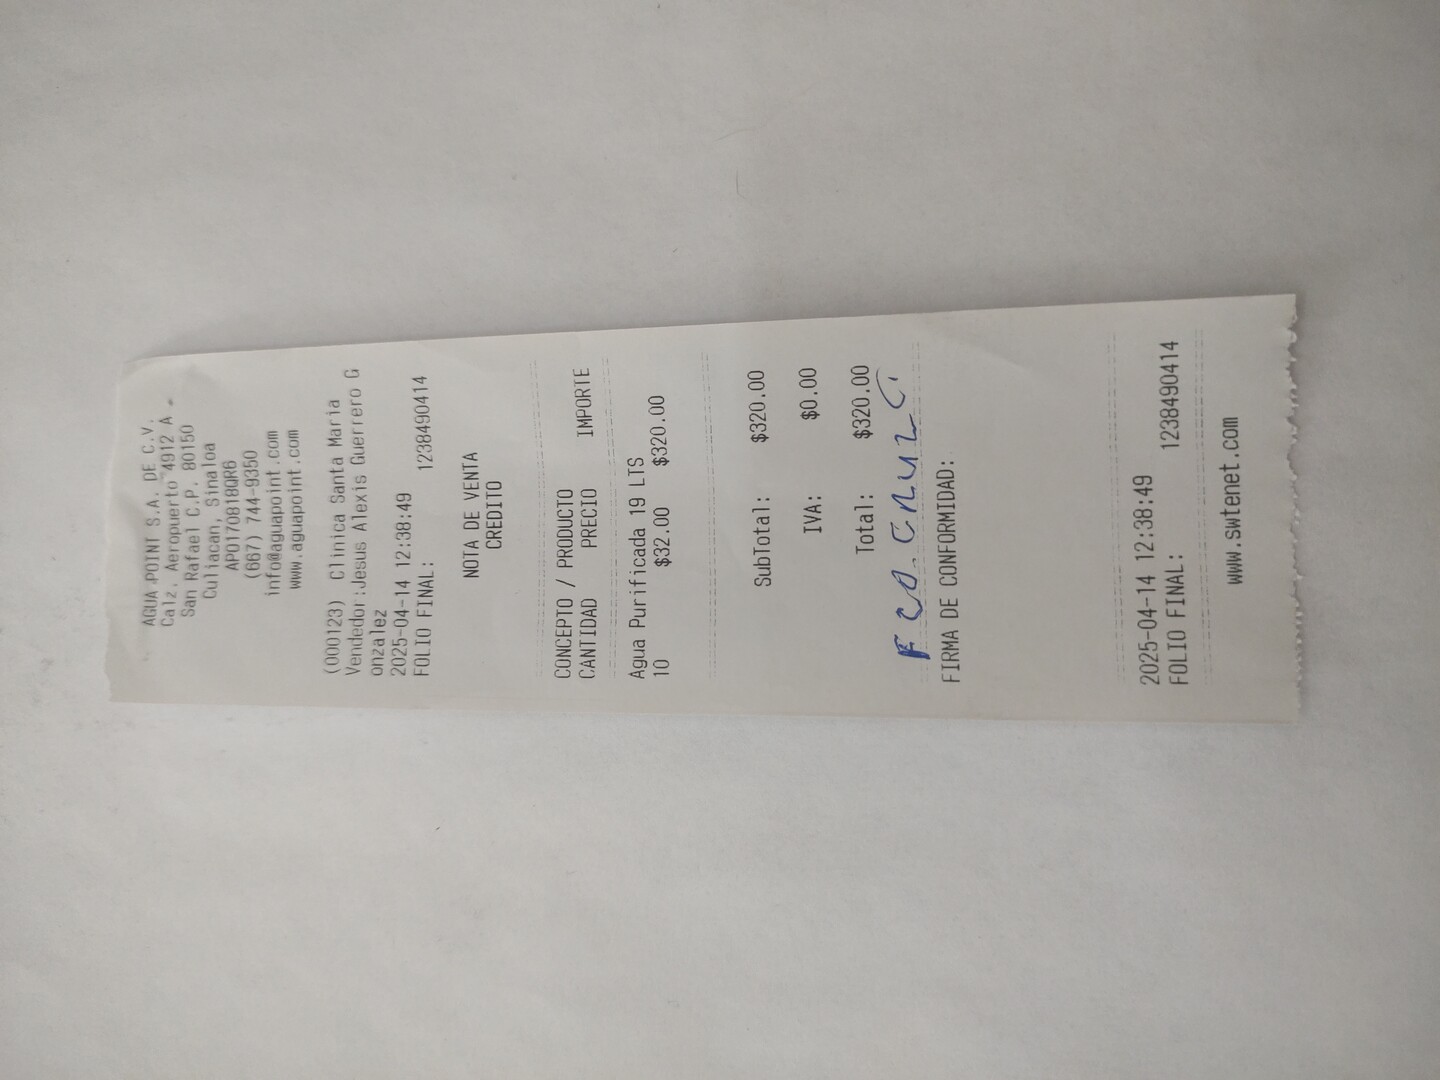 AGUA POINT S.A. DE C.V.
Calz. Aeropuerto 4912 A
San Rafael C.P. 80150
Culiacan, Sinaloa
APO170818QR6
(667) 744-9350
info@aguapoint.com
www.aguapoint.com
(000123) Clinica Santa Maria
Vendedor:Jesus Alexis Guerrero G
onzalez
2025-04-14 12:38:49
FOLIO FINAL: 1238490414
NOTA DE VENTA
CREDITO
CONCEPTO / PRODUCTO
CANTIDAD PRECIO IMPORTE
Agua Purificada 19 LTS
10 $32.00 $320.00
SubTotal: $320.00
IVA: $0.00
Total: $320.00
FCO. CRUZ C.
FIRMA DE CONFORMIDAD:
2025-04-14 12:38:49
FOLIO FINAL: 1238490414
www.swtenet.com